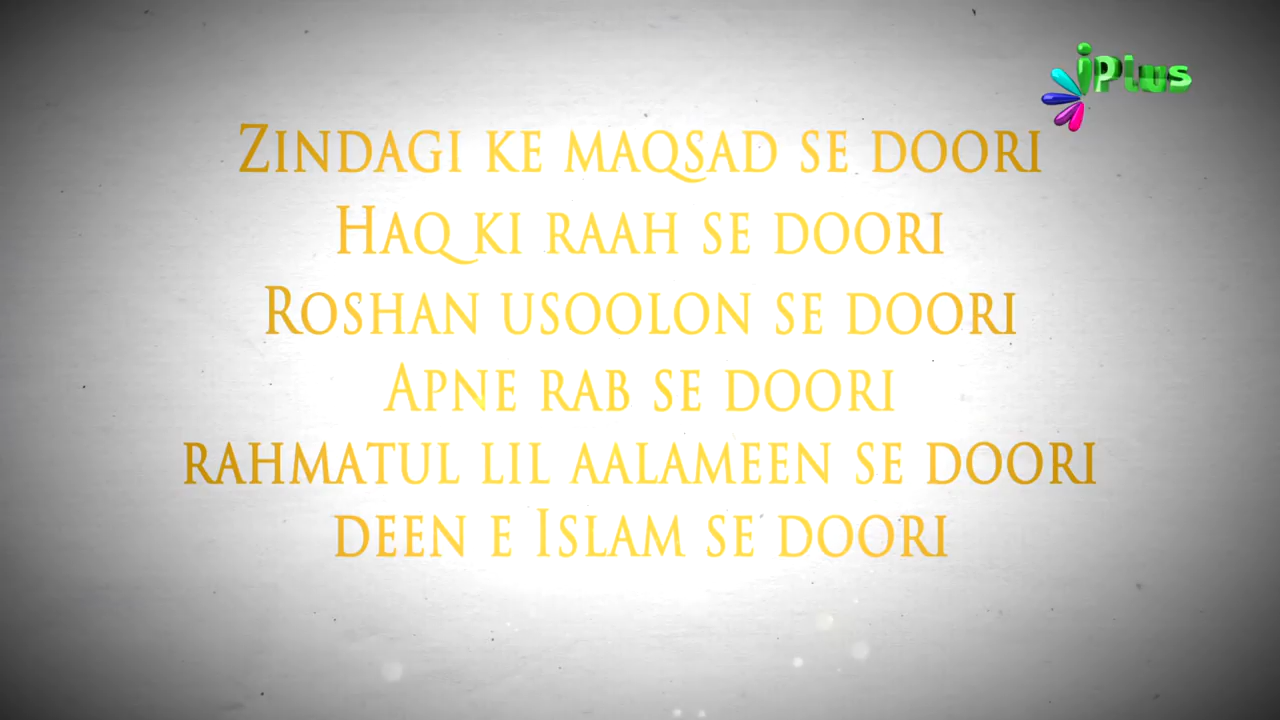 iPlus
Zindagi ke maqsad se doori
Haq ki raah se doori
Roshan usoolon se doori
Apne rab se doori
rahmatul lil aalameen se doori
deen e Islam se doori